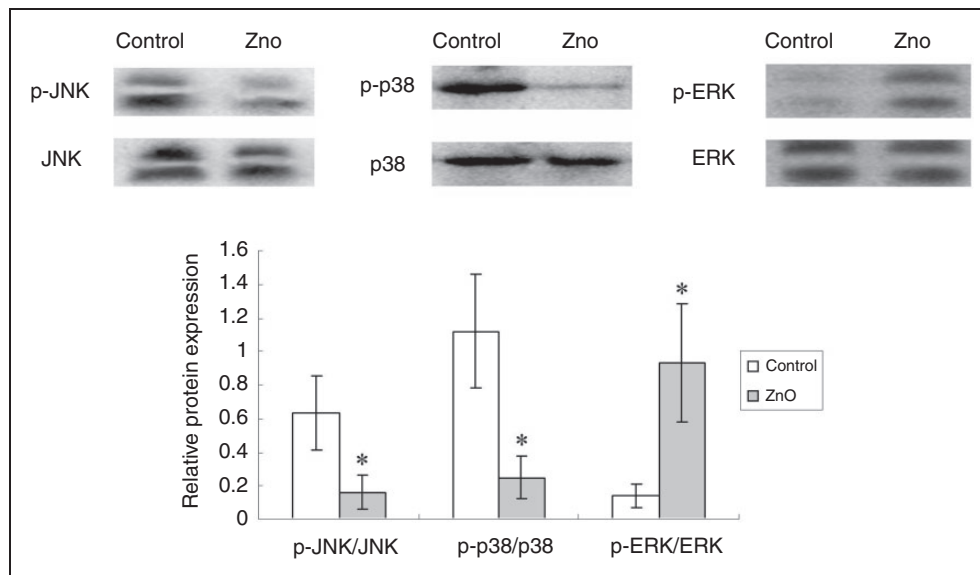 Control Zno
Control Zno
Control Zno
p-JNK
p-p38
p-ERK
JNK
p38
ERK
Relative protein expression
1.6
1.4
1.2
1
0.8
0.6
0.4
0.2
0
*
*
*
p-JNK/JNK
p-p38/p38
p-ERK/ERK
Control
ZnO